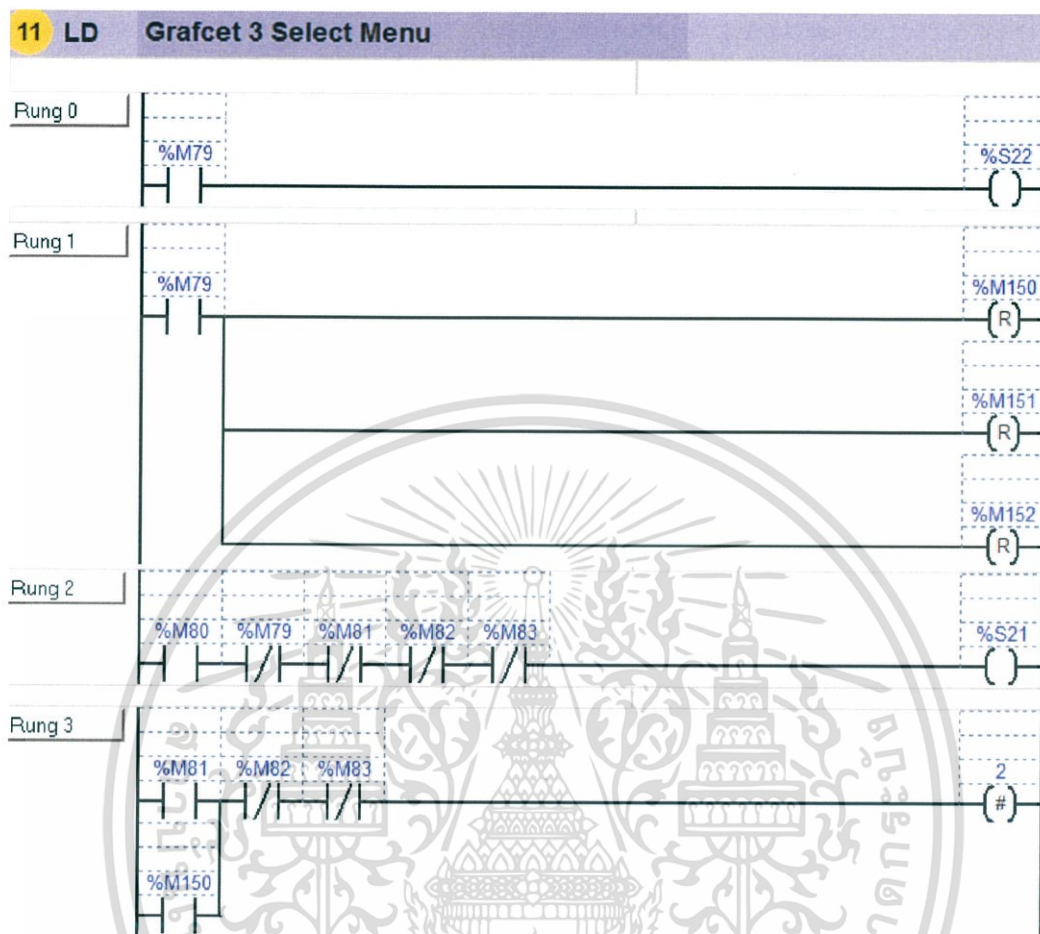 11 LD Grafcet 3 Select Menu
Rung 0
%M79 %S22
Rung 1
%M79 %M150
R
%M151
R
%M152
R
Rung 2
%M80 %M79 %M81 %M82 %M83 %S21
Rung 3
%M81 %M82 %M83 2
#
%M150